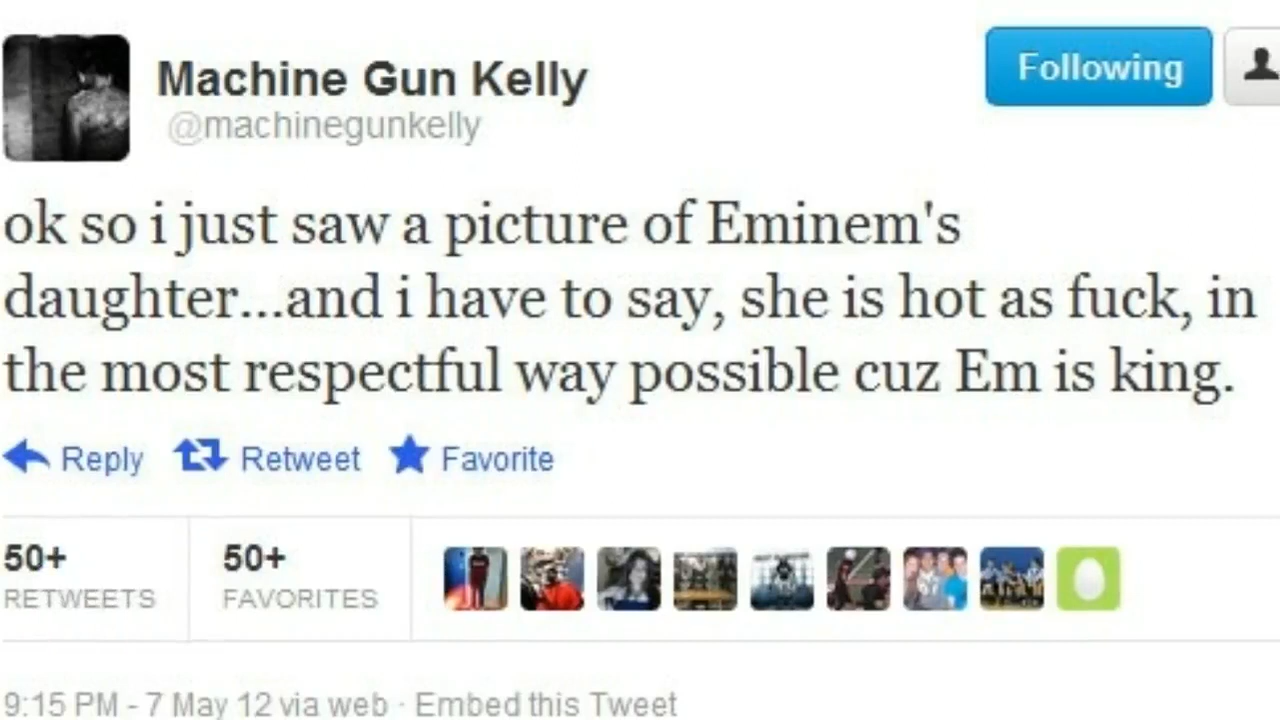 Machine Gun Kelly
@machinegunkelly
Following
ok so i just saw a picture of Eminem's
daughter...and i have to say, she is hot as fuck, in
the most respectful way possible cuz Em is king.
Reply Retweet Favorite
50+
RETWEETS
50+
FAVORITES
9:15 PM - 7 May 12 via web · Embed this Tweet